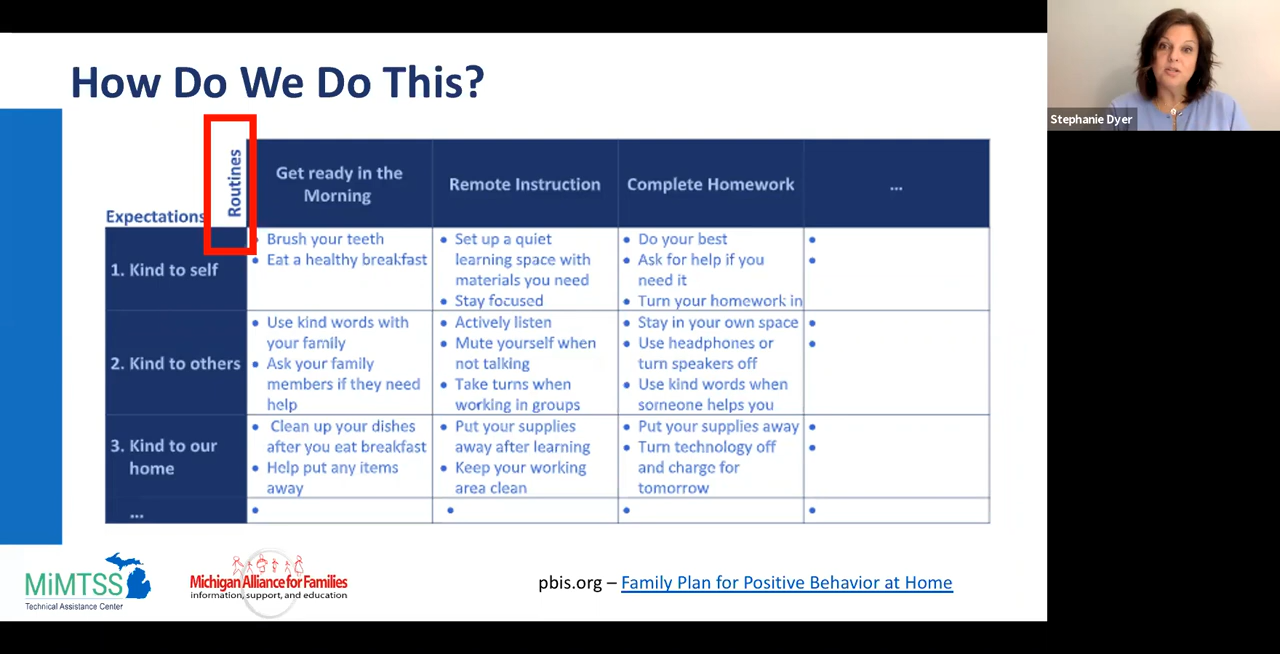 How Do We Do This?
Stephanie Dyer
Routines
Expectations
Get ready in the
Morning
Remote Instruction
Complete Homework
...
1. Kind to self
• Brush your teeth
• Eat a healthy breakfast
• Set up a quiet
learning space with
materials you need
• Stay focused
• Do your best
• Ask for help if you
need it
• Turn your homework in
•
•
2. Kind to others
• Use kind words with
your family
• Ask your family
members if they need
help
• Actively listen
• Mute yourself when
not talking
• Take turns when
working in groups
• Stay in your own space
• Use headphones or
turn speakers off
• Use kind words when
someone helps you
•
•
3. Kind to our
home
• Clean up your dishes
after you eat breakfast
• Help put any items
away
• Put your supplies
away after learning
• Keep your working
area clean
• Put your supplies away
• Turn technology off
and charge for
tomorrow
•
•
...
•
•
•
•
MiMTSS
Technical Assistance Center
Michigan Alliance for Families
information, support, and education
pbis.org – Family Plan for Positive Behavior at Home